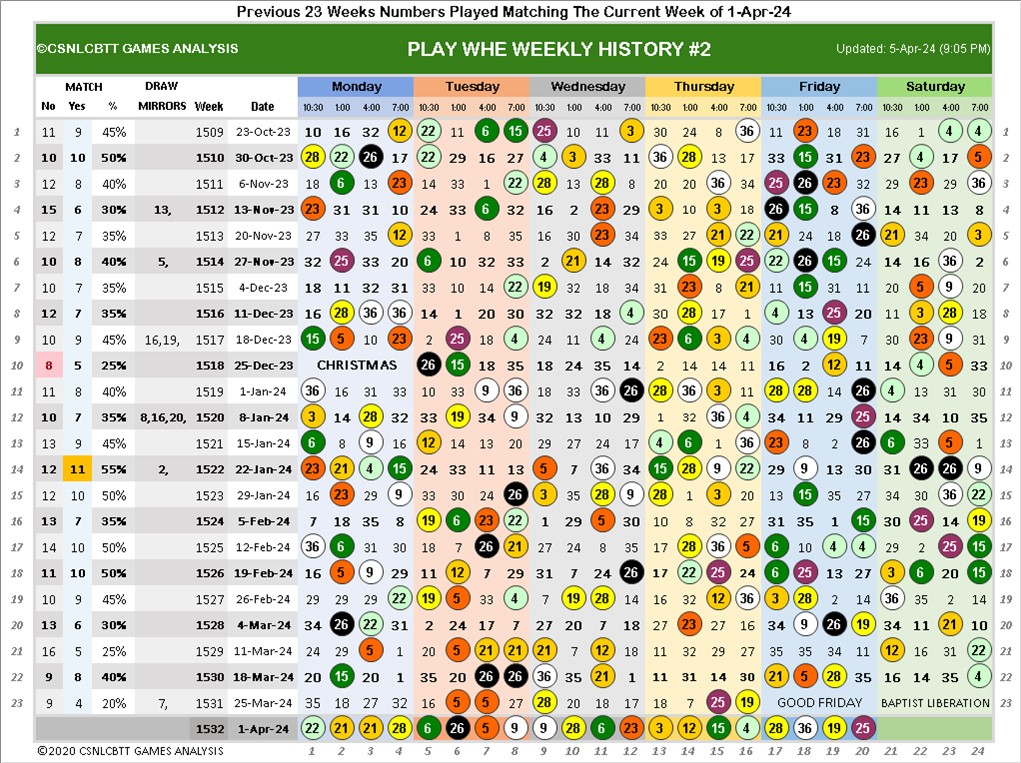 Previous 23 Weeks Numbers Played Matching The Current Week of 1-Apr-24
©CSNLCBTT GAMES ANALYSIS PLAY WHE WEEKLY HISTORY #2 Updated: 5-Apr-24 (9:05 PM)
MATCH DRAW Monday Tuesday Wednesday Thursday Friday Saturday
No Yes % MIRRORS Week Date 10:30 1:00 4:00 7:00 10:30 1:00 4:00 7:00 10:30 1:00 4:00 7:00 10:30 1:00 4:00 7:00 10:30 1:00 4:00 7:00 10:30 1:00 4:00 7:00
1 11 9 45% 1509 23-Oct-23 10 16 32 12 22 11 6 15 25 10 11 3 30 24 8 36 11 23 18 31 16 1 4 4 1
2 10 10 50% 1510 30-Oct-23 28 22 26 17 22 29 16 27 4 3 33 11 36 28 13 17 33 15 31 23 27 4 17 5 2
3 12 8 40% 1511 6-Nov-23 18 6 13 23 14 33 1 22 28 13 28 8 20 20 36 34 25 26 23 32 29 23 29 36 3
4 15 6 30% 13, 1512 13-Nov-23 23 31 31 10 24 33 6 32 16 2 23 29 3 10 3 18 26 15 8 36 14 11 13 8 4
5 12 7 35% 1513 20-Nov-23 27 33 35 12 33 1 8 35 16 30 23 34 33 27 21 22 21 24 18 26 21 34 20 3 5
6 10 8 40% 5, 1514 27-Nov-23 32 25 33 20 6 10 32 33 2 21 14 32 24 15 19 25 22 26 15 24 14 16 36 2 6
7 10 7 35% 1515 4-Dec-23 18 11 32 31 33 10 14 22 19 32 18 34 31 23 8 21 11 15 31 11 20 5 9 20 7
8 12 7 35% 1516 11-Dec-23 16 28 36 36 14 1 20 30 32 32 18 4 30 28 17 1 4 13 25 20 11 3 28 8 8
9 10 9 45% 16,19, 1517 18-Dec-23 15 5 10 23 2 25 18 4 24 11 4 24 23 6 3 4 30 4 19 7 30 23 9 31 9
10 8 5 25% 1518 25-Dec-23 CHRISTMAS 26 15 18 35 18 24 35 14 2 14 14 11 16 2 12 11 14 4 5 33 10
11 11 8 40% 1519 1-Jan-24 36 16 31 33 10 33 9 36 18 33 36 26 28 36 3 11 28 28 14 26 4 13 31 30 11
12 10 7 35% 8,16,20, 1520 8-Jan-24 3 14 28 32 33 19 34 9 32 13 10 29 1 32 36 4 34 11 29 25 14 34 10 35 12
13 13 9 45% 1521 15-Jan-24 6 8 9 16 12 14 13 20 29 27 24 17 4 6 1 36 23 8 2 26 6 33 5 1 13
14 12 11 55% 2, 1522 22-Jan-24 23 21 4 15 24 33 11 13 5 7 36 34 15 28 9 22 29 9 13 30 31 26 26 9 14
15 12 10 50% 1523 29-Jan-24 16 23 29 9 33 30 24 26 3 35 28 9 28 1 3 20 13 15 35 27 34 30 36 22 15
16 13 7 35% 1524 5-Feb-24 7 18 35 8 19 6 23 22 1 29 5 30 10 8 32 27 31 35 1 15 30 25 14 19 16
17 14 10 50% 1525 12-Feb-24 36 6 31 30 18 7 26 21 27 24 8 35 17 28 36 5 6 10 4 4 29 2 25 15 17
18 11 10 50% 1526 19-Feb-24 16 5 9 29 11 12 7 29 31 7 24 26 17 22 25 24 6 25 13 27 3 6 20 15 18
19 10 9 45% 1527 26-Feb-24 29 29 29 22 19 5 33 4 7 19 28 14 16 32 12 36 3 28 2 14 36 35 2 14 19
20 13 6 30% 1528 4-Mar-24 34 26 22 31 2 24 17 7 27 20 7 18 27 23 20 16 34 9 26 19 34 11 21 10 20
21 16 5 25% 1529 11-Mar-24 31 29 5 1 20 5 21 21 21 7 12 18 11 32 29 27 35 35 34 11 12 16 31 22 21
22 9 8 40% 1530 18-Mar-24 20 15 20 1 35 20 26 26 36 35 21 1 11 31 14 30 21 5 28 35 16 14 35 4 22
23 9 4 20% 7, 1531 25-Mar-24 35 18 27 32 16 5 5 27 28 20 18 17 18 7 25 19 GOOD FRIDAY BAPTIST LIBERATION 23
1532 1-Apr-24 22 21 21 28 6 26 5 9 9 28 6 23 3 12 15 4 28 36 19 25
©2020 CSNLCBTT GAMES ANALYSIS 1 2 3 4 5 6 7 8 9 10 11 12 13 14 15 16 17 18 19 20 21 22 23 24